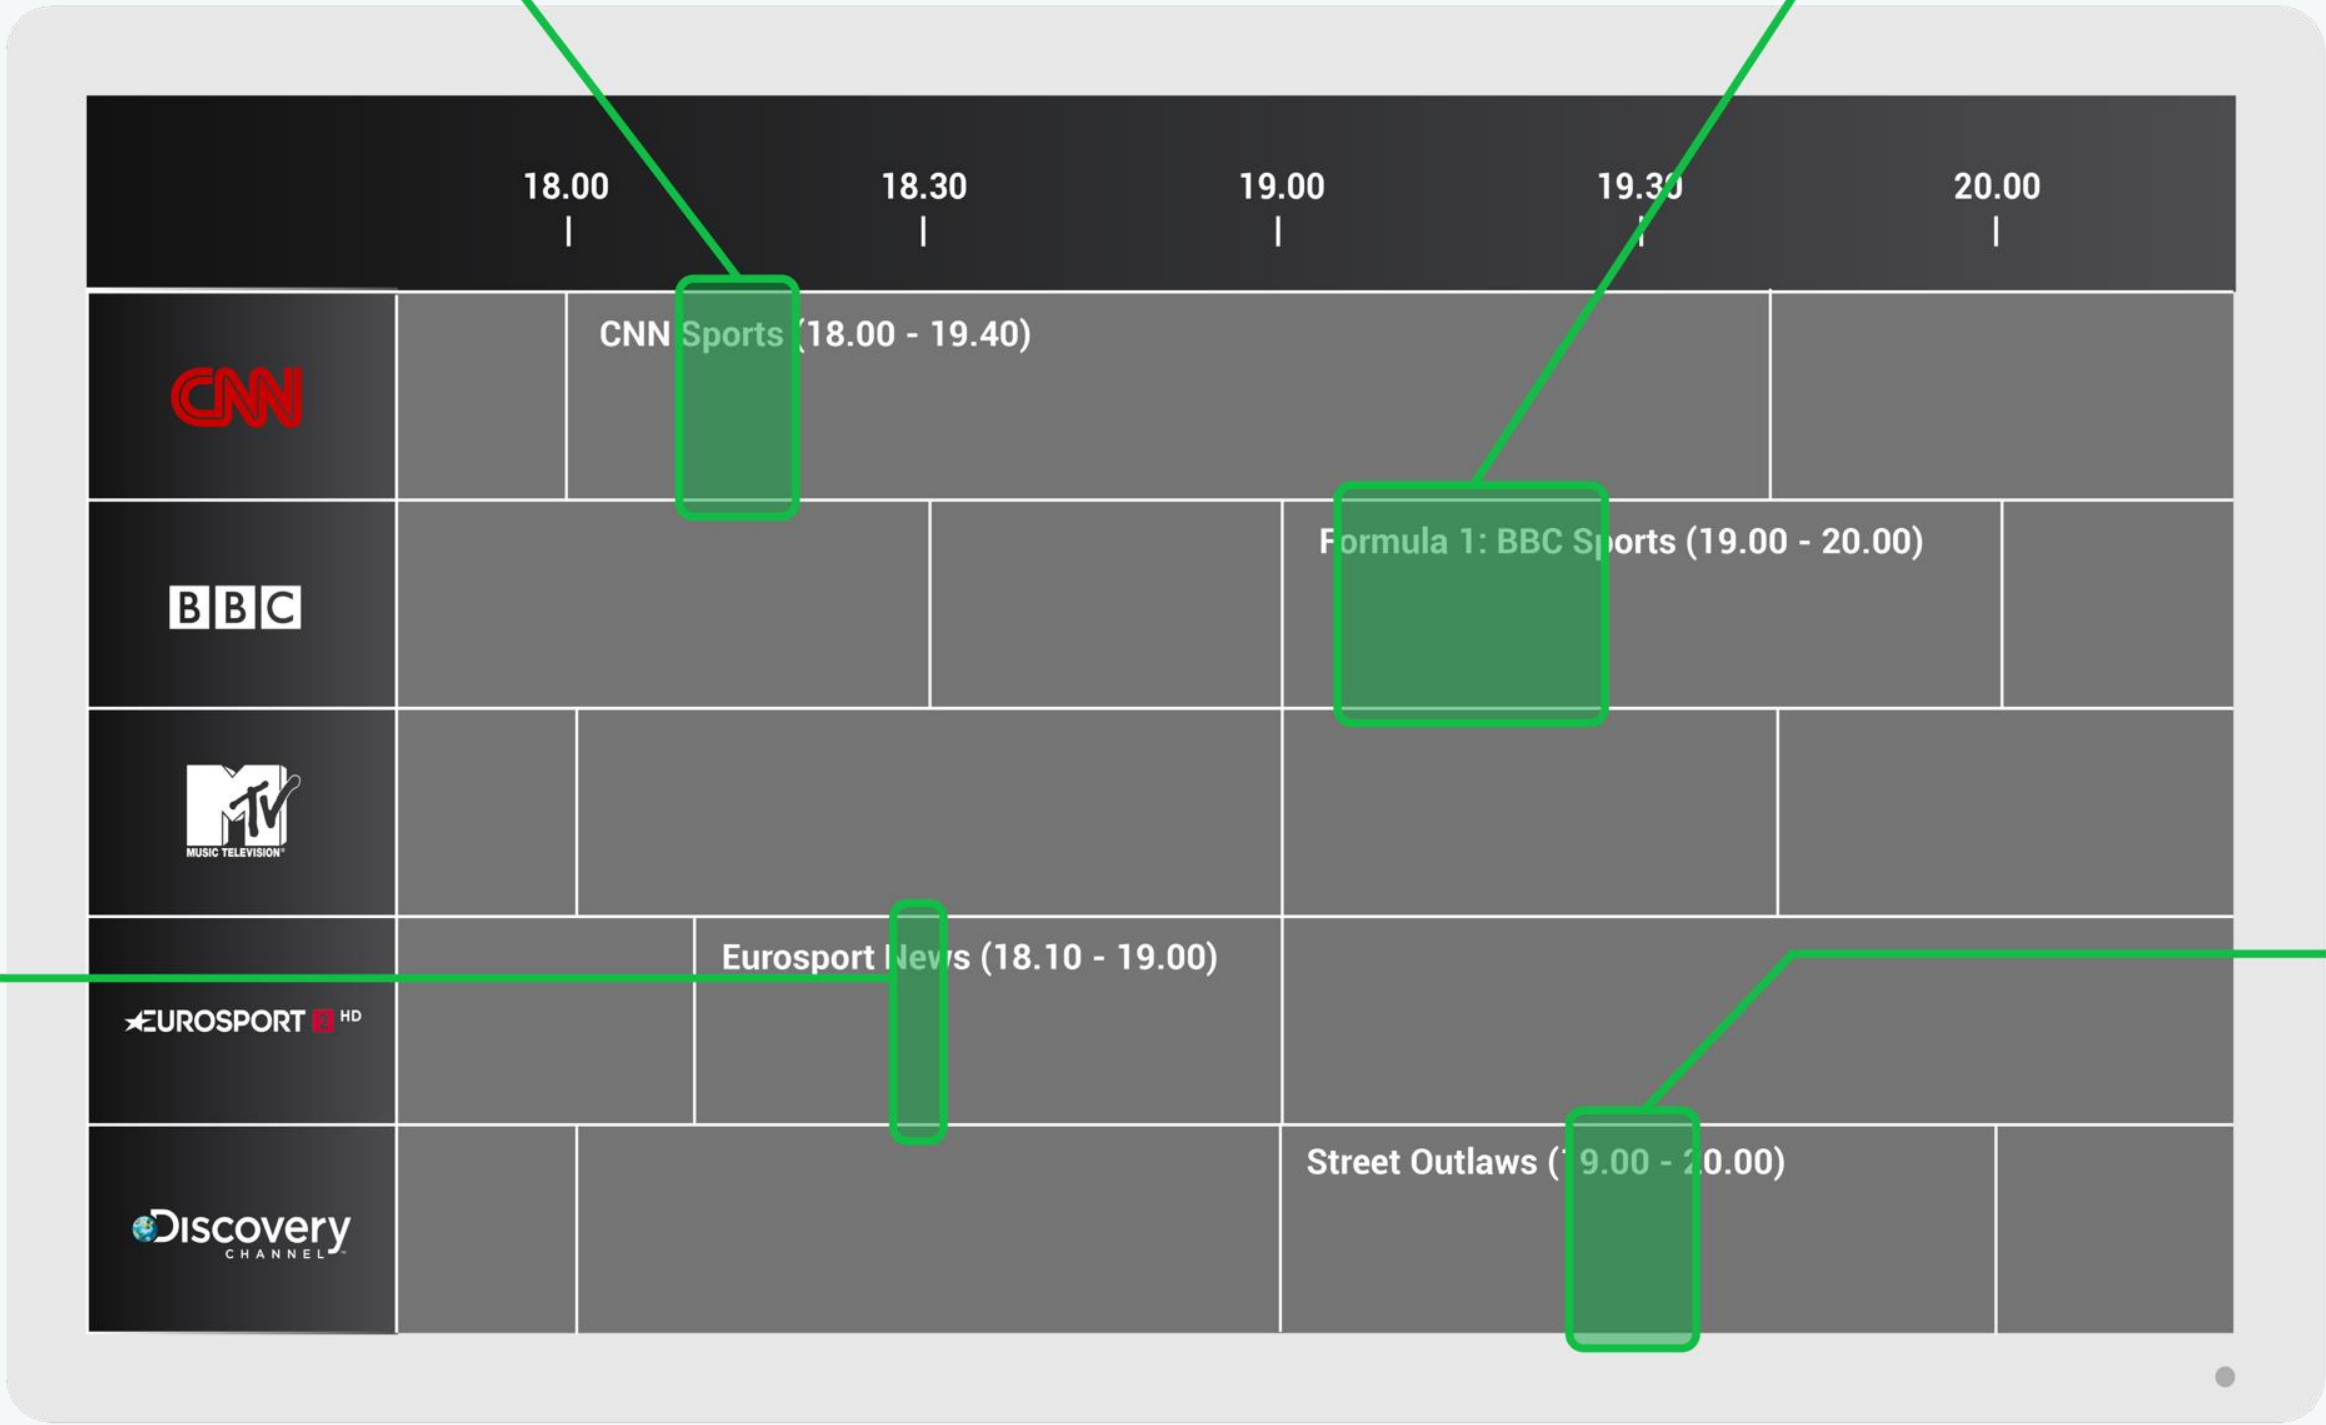 18.00 18.30 19.00 19.30 20.00
CNN
CNN Sports (18.00 - 19.40)
BBC
Formula 1: BBC Sports (19.00 - 20.00)
MTV
MUSIC TELEVISION®
EUROSPORT 2 HD
Eurosport News (18.10 - 19.00)
Discovery
CHANNEL™
Street Outlaws (19.00 - 20.00)